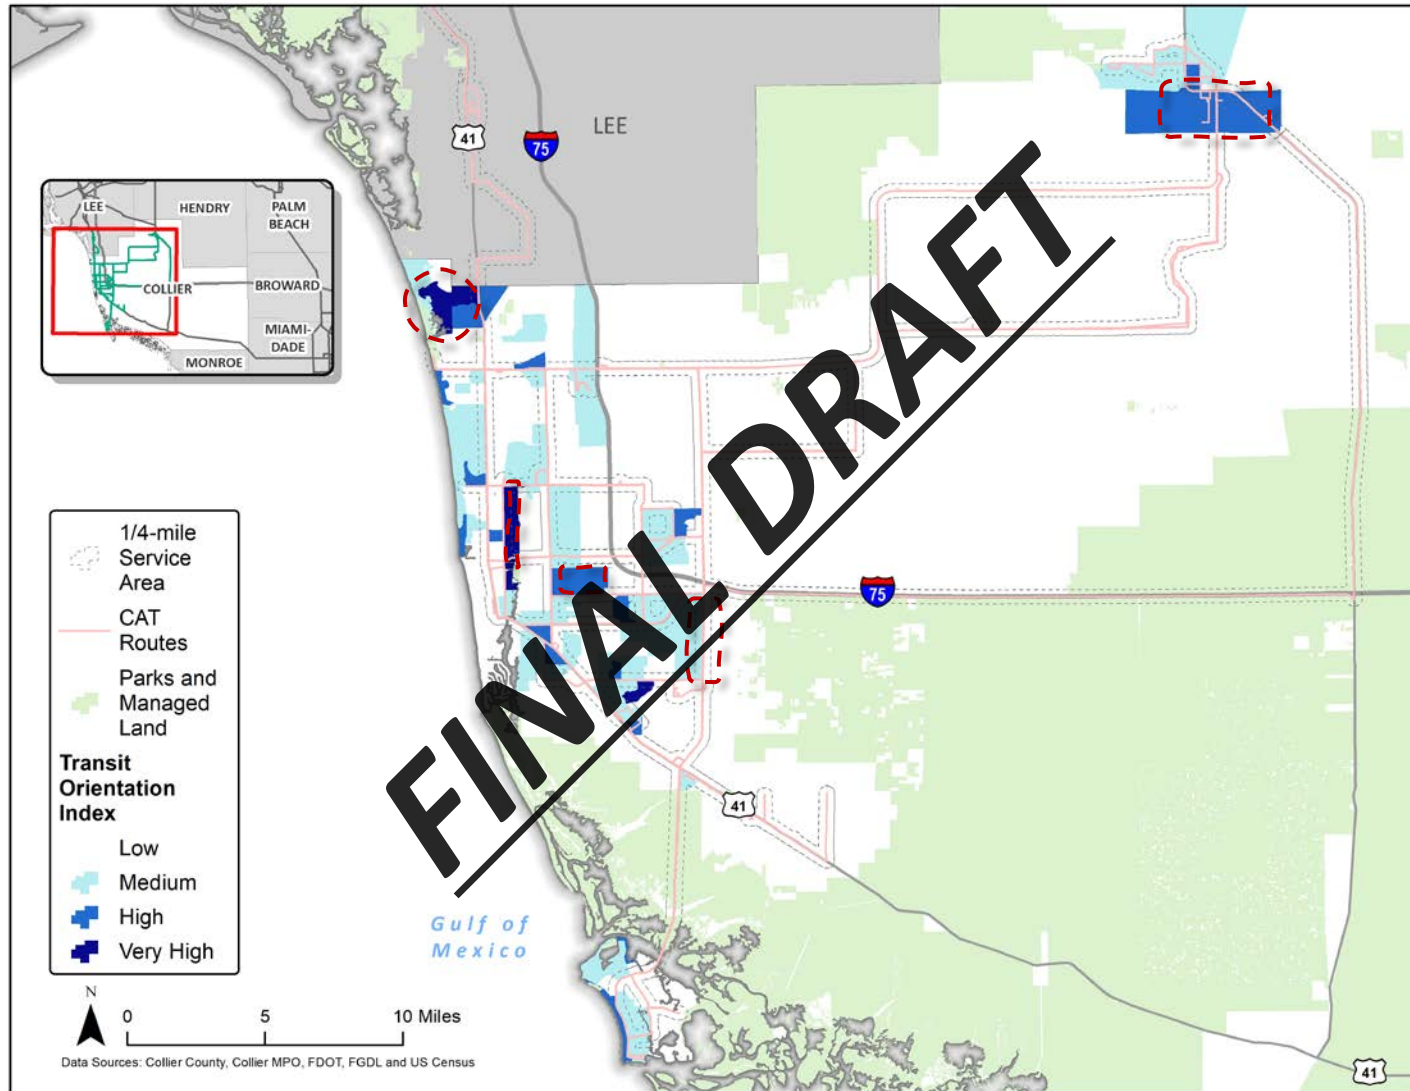 41
75
LEE
LEE
HENDRY
PALM
BEACH
COLLIER
BROWARD
MIAMI-
DADE
MONROE
FINAL DRAFT
1/4-mile
Service
Area
CAT
Routes
Parks and
Managed
Land
Transit
Orientation
Index
Low
Medium
High
Very High
75
41
Gulf of
Mexico
N
0 5 10 Miles
Data Sources: Collier County, Collier MPO, FDOT, FGDL and US Census
41